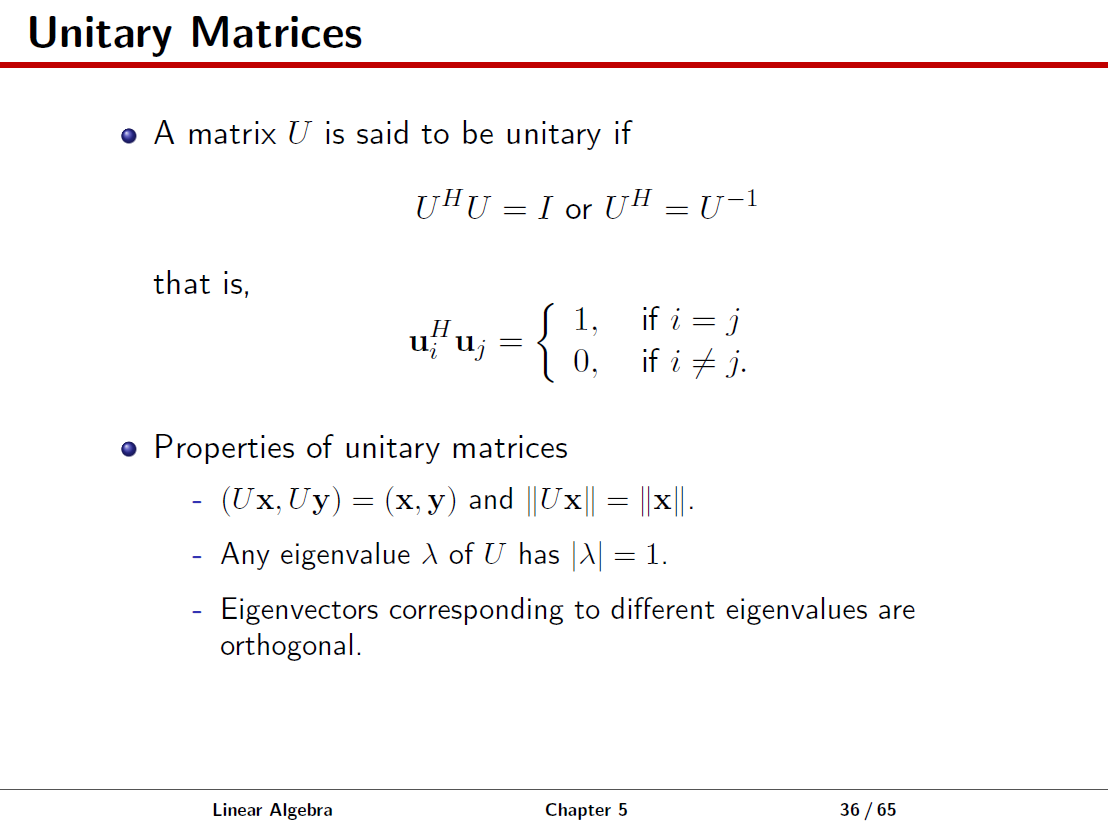 Unitary Matrices
A matrix U is said to be unitary if
U^H U = I or U^H = U^{-1}
that is,
u_i^H u_j = { 1, if i = j
0, if i ≠ j.
Properties of unitary matrices
- (Ux, Uy) = (x, y) and ‖Ux‖ = ‖x‖.
- Any eigenvalue λ of U has |λ| = 1.
- Eigenvectors corresponding to different eigenvalues are
orthogonal.
Linear Algebra Chapter 5 36 / 65